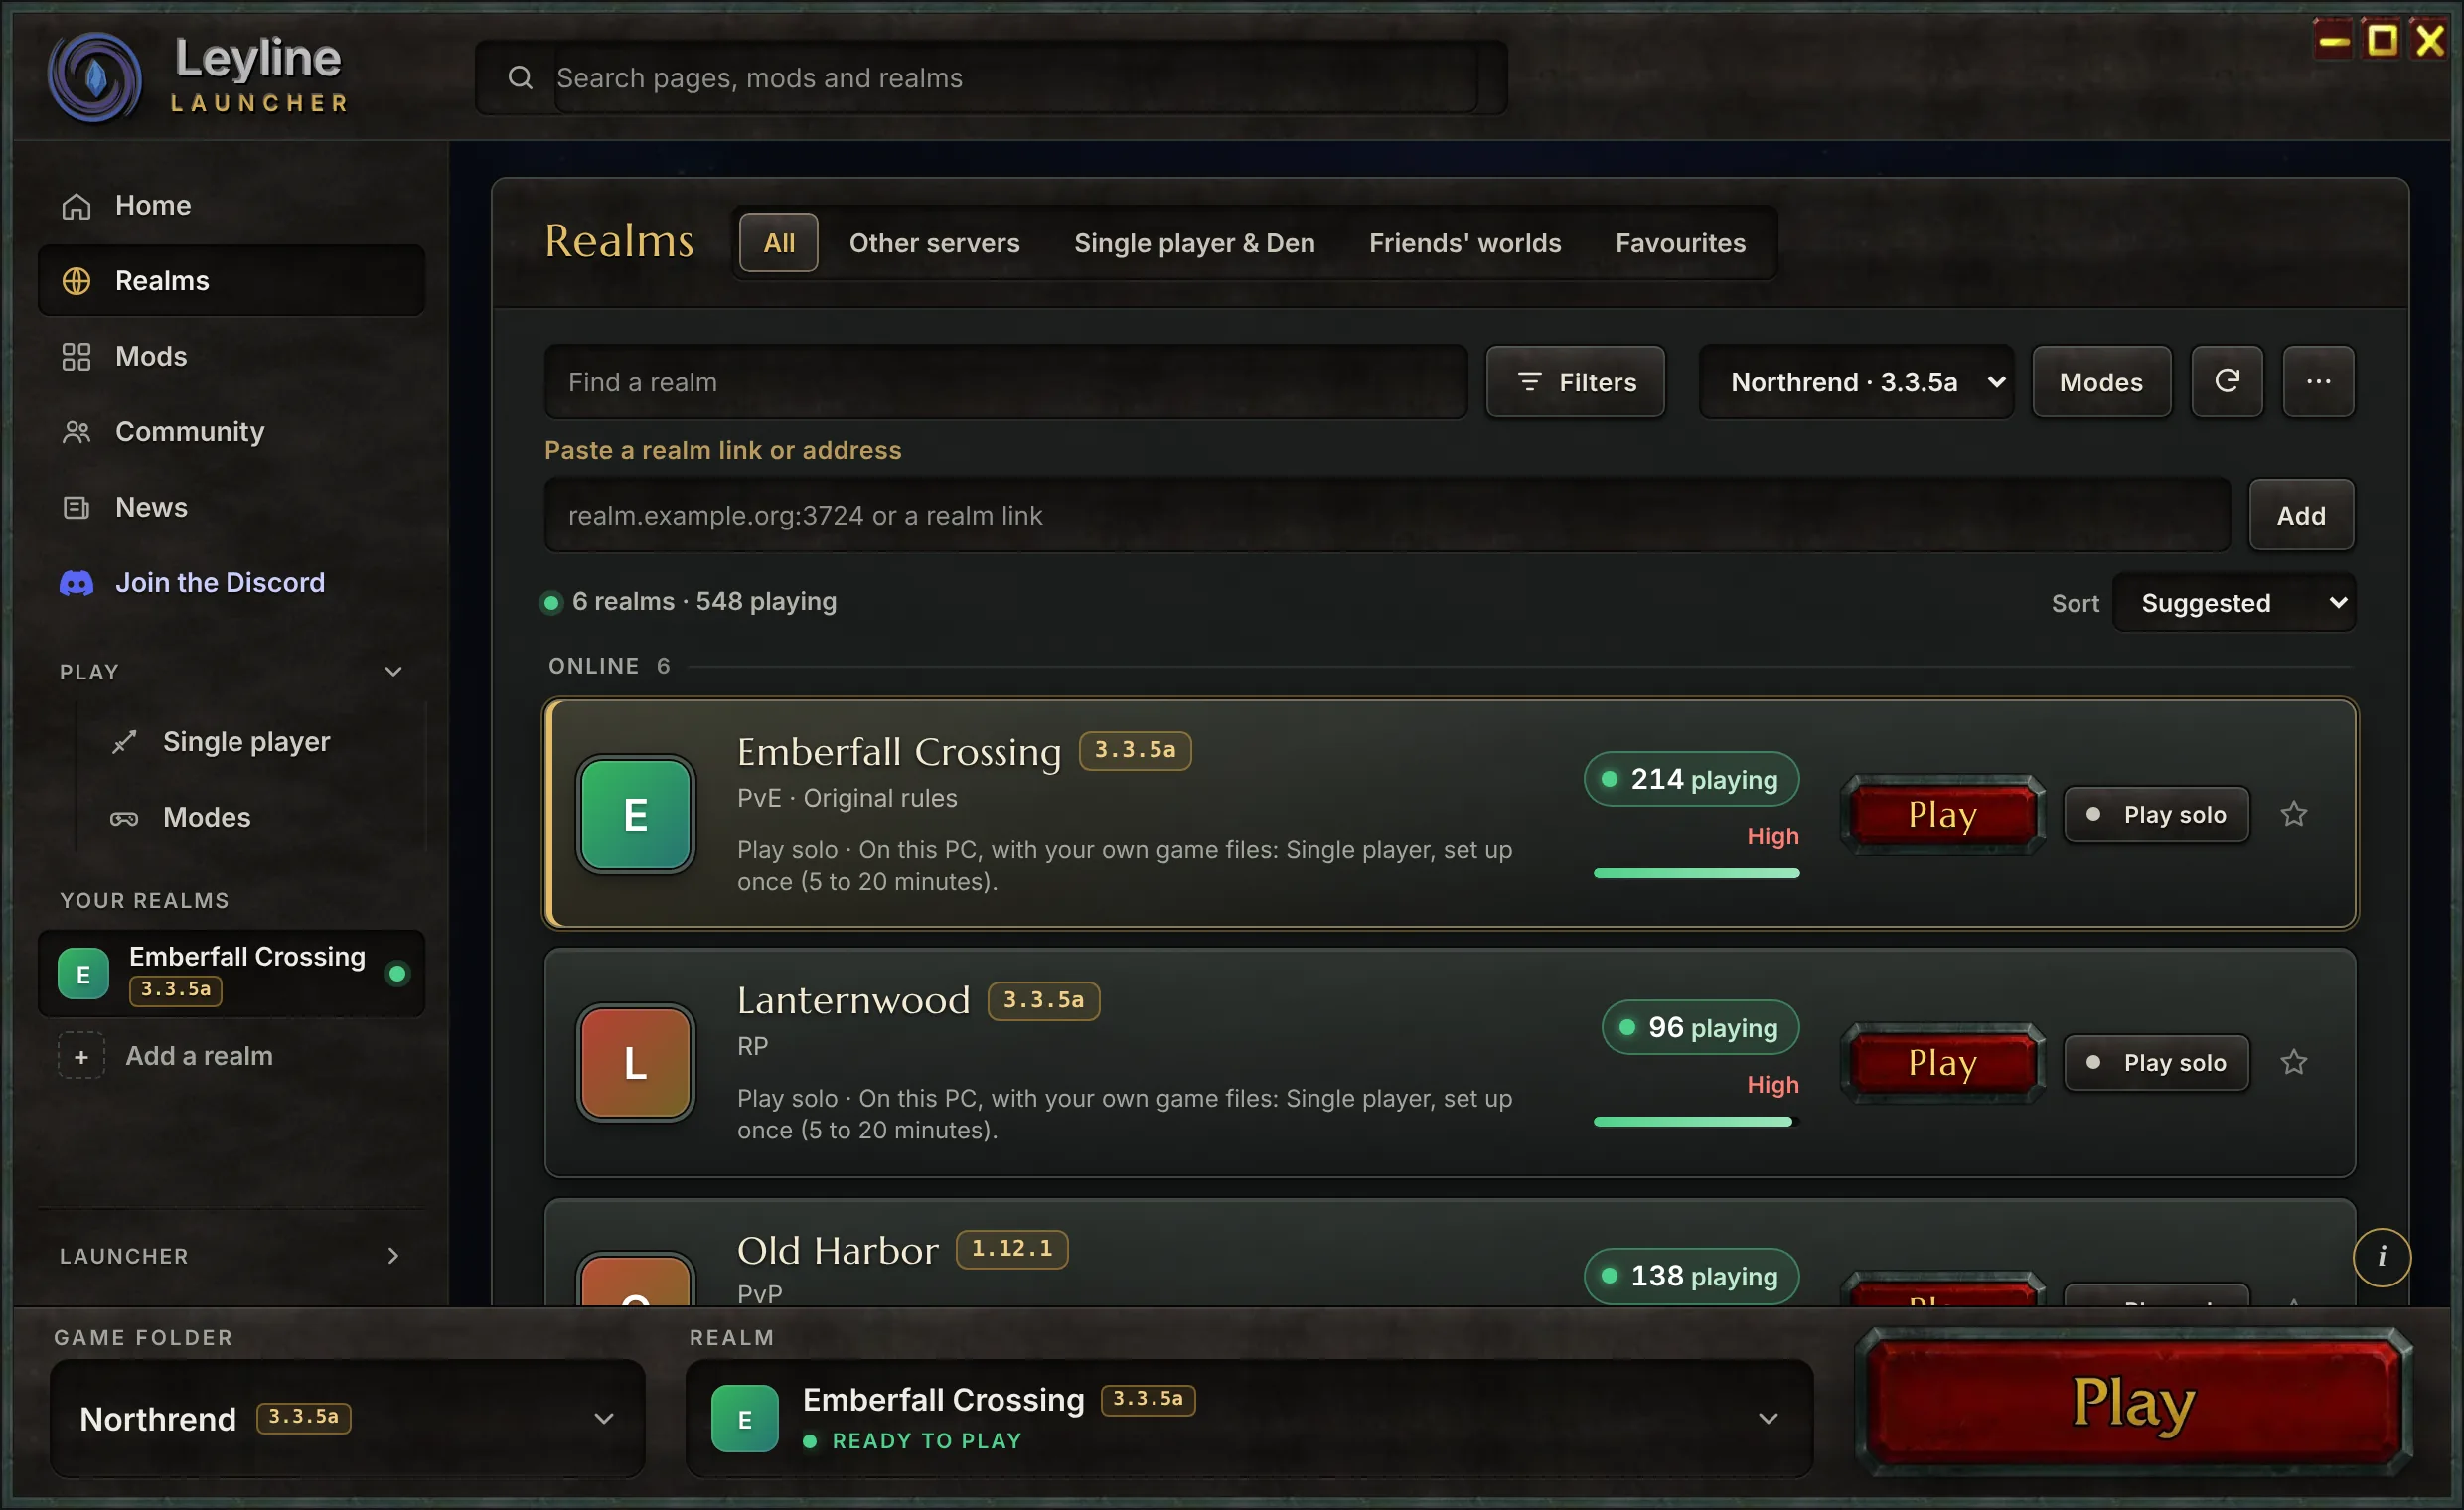 Leyline
LAUNCHER
Search pages, mods and realms
Home
Realms
Mods
Community
News
Join the Discord
PLAY
Single player
Modes
YOUR REALMS
E
Emberfall Crossing
3.3.5a
+ Add a realm
LAUNCHER
Realms
All
Other servers
Single player & Den
Friends' worlds
Favourites
Find a realm
Filters
Northrend · 3.3.5a
Modes
Paste a realm link or address
realm.example.org:3724 or a realm link
Add
6 realms · 548 playing
Sort
Suggested
ONLINE 6
E
Emberfall Crossing 3.3.5a
PvE · Original rules
Play solo · On this PC, with your own game files: Single player, set up
once (5 to 20 minutes).
214 playing
High
Play
Play solo
L
Lanternwood 3.3.5a
RP
Play solo · On this PC, with your own game files: Single player, set up
once (5 to 20 minutes).
96 playing
High
Play
Play solo
Old Harbor 1.12.1
PvP
138 playing
i
GAME FOLDER
Northrend 3.3.5a
REALM
E
Emberfall Crossing 3.3.5a
READY TO PLAY
Play